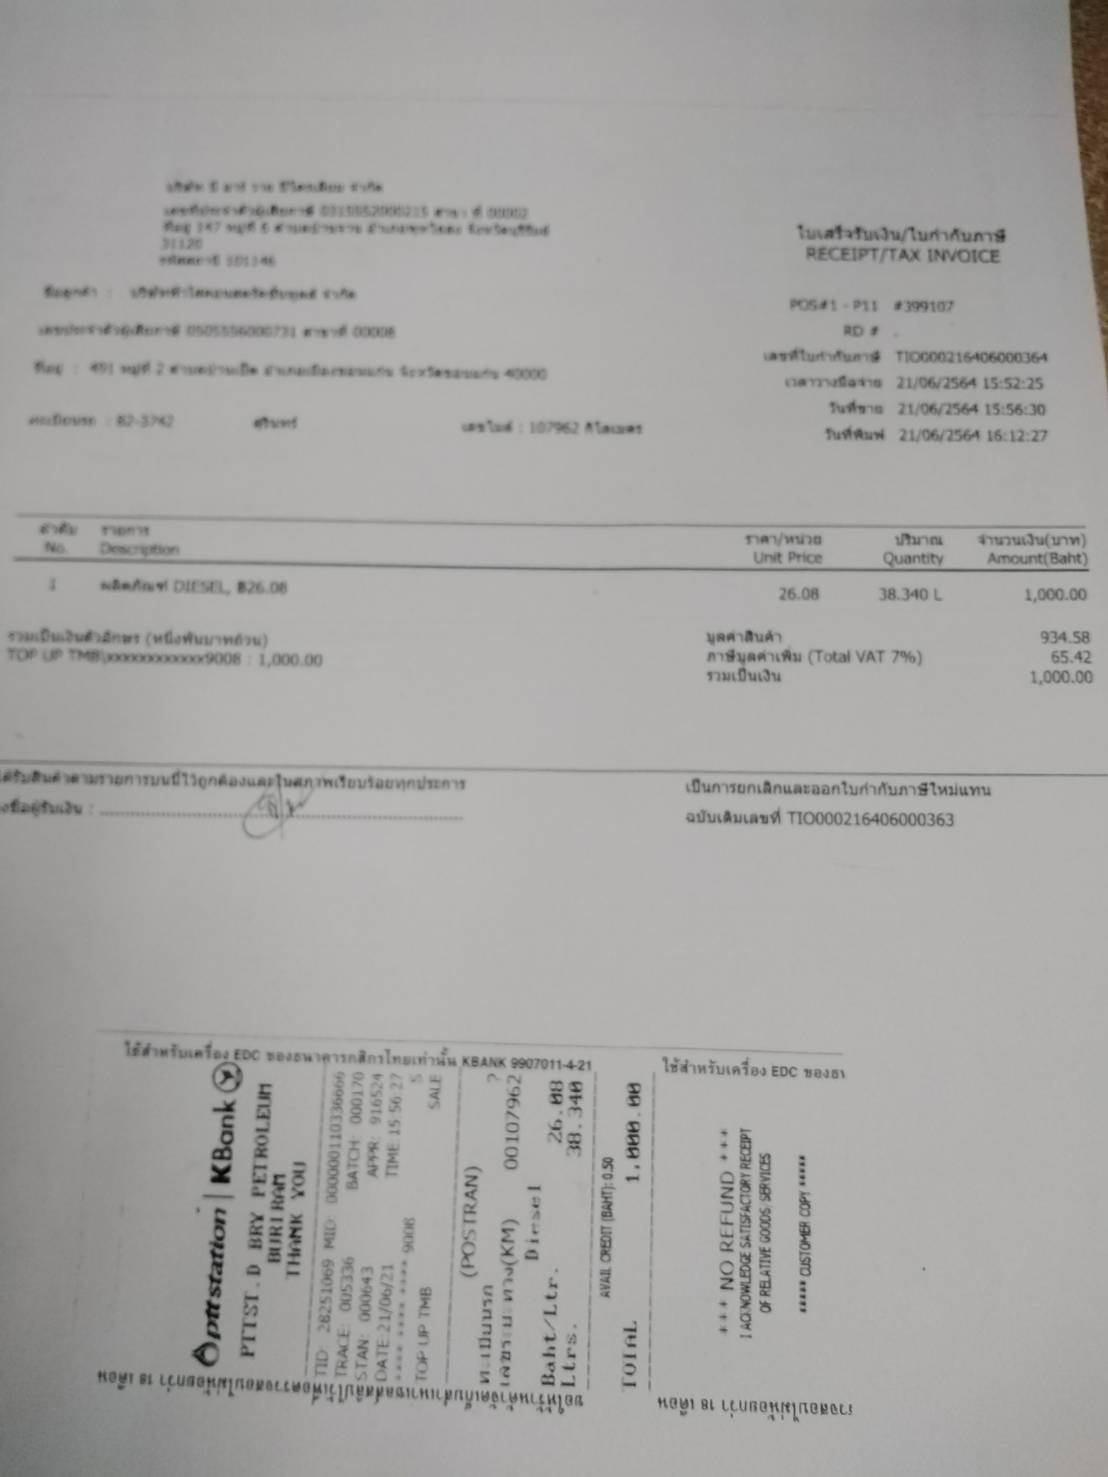 บริษัท บี อาร์ วาย ปิโตรเลียม จำกัด
เลขที่ประจำตัวผู้เสียภาษี 0315552000215 สาขา ที่ 00002
ที่อยู่ 147 หมู่ที่ 6
31120
ใบเสร็จรับเงิน/ใบกำกับภาษี
RECEIPT/TAX INVOICE
ชื่อลูกค้า :
POS#1 - P11 #399107
RD # .
เลขประจำตัวผู้เสียภาษี 0505556000731 สาขาที่ 00008
เลขที่ใบกำกับภาษี TIO000216406000364
ที่อยู่ : 491 หมู่ที่ 2 ตำบลบ้านเป็ด อำเภอเมืองขอนแก่น จังหวัดขอนแก่น 40000
เวลาวางมือจ่าย 21/06/2564 15:52:25
วันที่ขาย 21/06/2564 15:56:30
ทะเบียนรถ : 82-3742 สุรินทร์ เลขไมล์ : 107962 กิโลเมตร
วันที่พิมพ์ 21/06/2564 16:12:27
ลำดับ รายการ ราคา/หน่วย ปริมาณ จำนวนเงิน(บาท)
No. Description Unit Price Quantity Amount(Baht)
1 ผลิตภัณฑ์ DIESEL, ฿26.08 26.08 38.340 L 1,000.00
รวมเป็นเงินตัวอักษร (หนึ่งพันบาทถ้วน) มูลค่าสินค้า 934.58
TOP UP TMB\xxxxxxxxxxxx9008 : 1,000.00 ภาษีมูลค่าเพิ่ม (Total VAT 7%) 65.42
รวมเป็นเงิน 1,000.00
ได้รับสินค้าตามรายการบนนี้ไว้ถูกต้องและในสภาพเรียบร้อยทุกประการ
เป็นการยกเลิกและออกใบกำกับภาษีใหม่แทน
ลงชื่อผู้รับเงิน :
ฉบับเดิมเลขที่ TIO000216406000363
ใช้สำหรับเครื่อง EDC ของธนาคารกสิกรไทยเท่านั้น KBANK 9907011-4-21
ใช้สำหรับเครื่อง EDC ของธน
pttstation | KBank
PTTST.D BRY PETROLEUM
BURIRAM
THANK YOU
TID: 28251069 MID: 000000110336666
TRACE: 005336 BATCH: 000170
STAN: 000643 APPR: 916524
DATE:21/06/21 TIME:15:56:27
**** **** **** 9008 S
TOP UP TMB SALE
(POSTRAN)
ทะเบียนรถ ?
เลขระยะทาง(KM) 00107962
Diesel
Baht/Ltr. 26.08
Ltrs. 38.340
AVAIL CREDIT (BAHT): 0.50
TOTAL 1,000.00
*** NO REFUND ***
I ACKNOWLEDGE SATISFACTORY RECEIPT
OF RELATIVE GOODS/SERVICES
***** CUSTOMER COPY *****